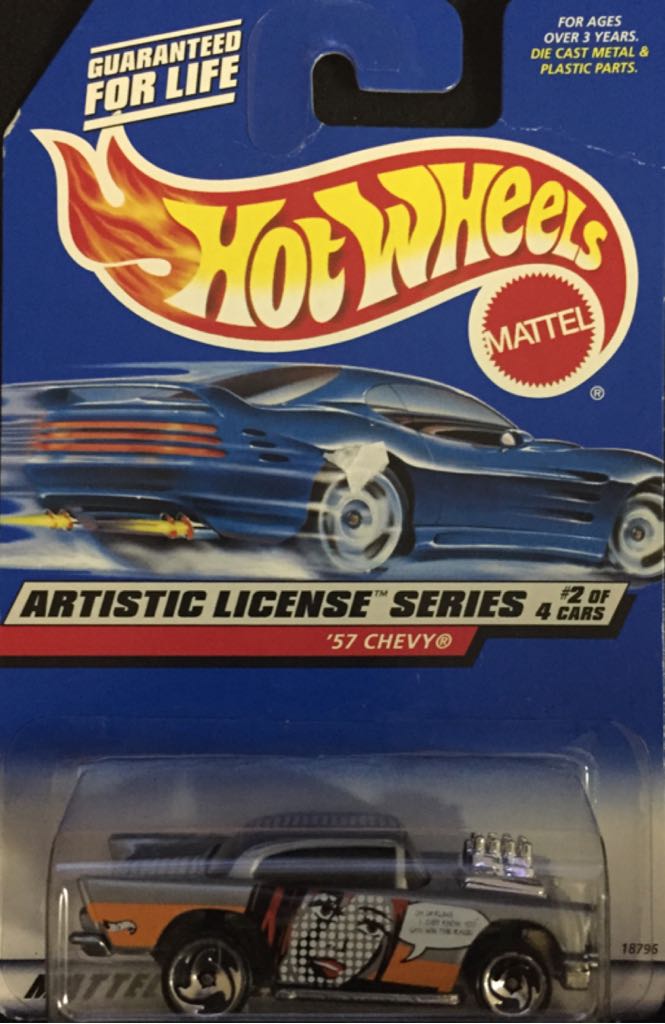 GUARANTEED
FOR LIFE
FOR AGES
OVER 3 YEARS.
DIE CAST METAL &
PLASTIC PARTS.
HOT WHEELS
MATTEL
®
ARTISTIC LICENSE™ SERIES #2 OF
4 CARS
'57 CHEVY®
18796
MATTEL